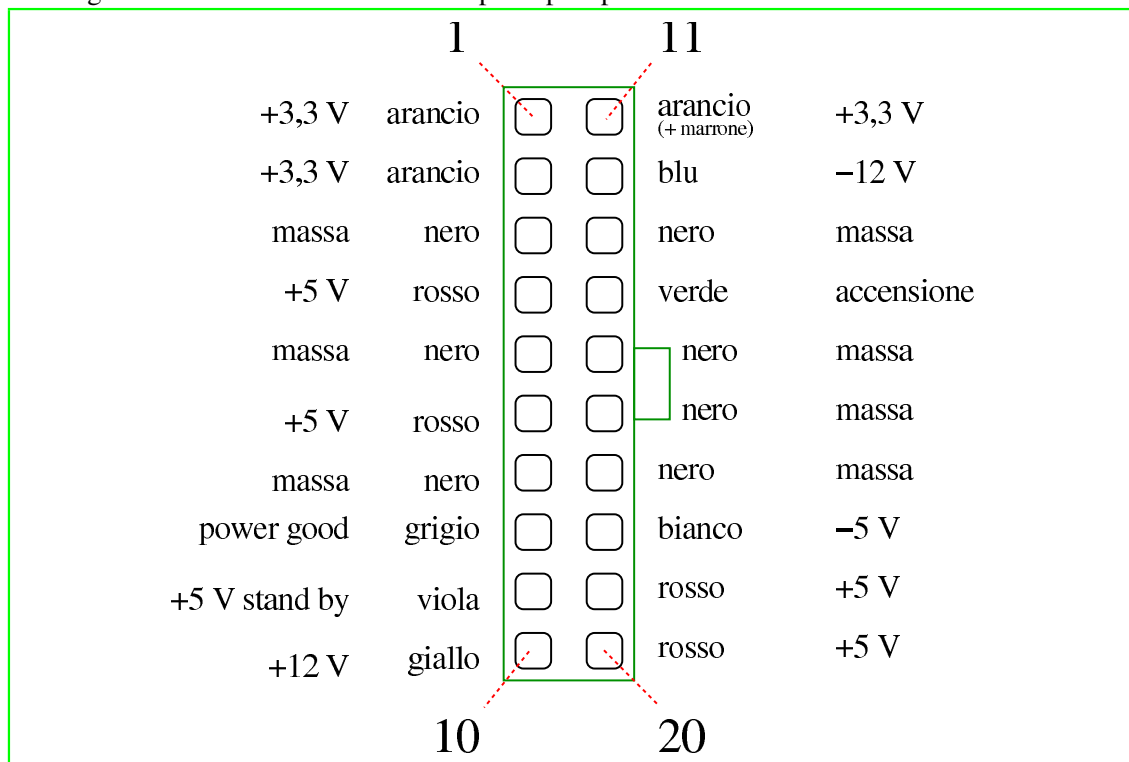 1 11
+3,3 V arancio arancio +3,3 V
(+ marrone)
+3,3 V arancio blu −12 V
massa nero nero massa
+5 V rosso verde accensione
massa nero nero massa
+5 V rosso nero massa
massa nero nero massa
power good grigio bianco −5 V
+5 V stand by viola rosso +5 V
+12 V giallo rosso +5 V
10 20